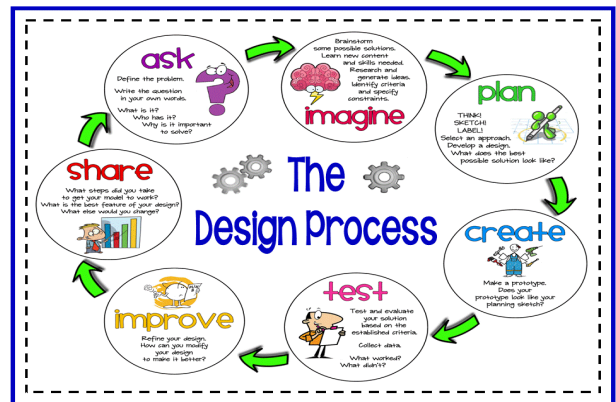 ask
Define the problem.
Write the question
in your own words.
What is it?
Who has it?
Why is it important
to solve?
Brainstorm
some possible solutions.
Learn new content
and skills needed.
Research and
generate ideas.
Identify criteria
and specify
constraints.
imagine
plan
THINK!
SKETCH!
LABEL!
Select an approach.
Develop a design.
What does the best
possible solution look like?
The
Design Process
create
Make a prototype.
Does your
prototype look like your
planning sketch?
test
Test and evaluate
your solution
based on the
established criteria.
Collect data.
What worked?
What didn't?
improve
Refine your design.
How can you modify
your design
to make it better?
share
What steps did you take
to get your model to work?
What is the best feature of your design?
What else would you change?